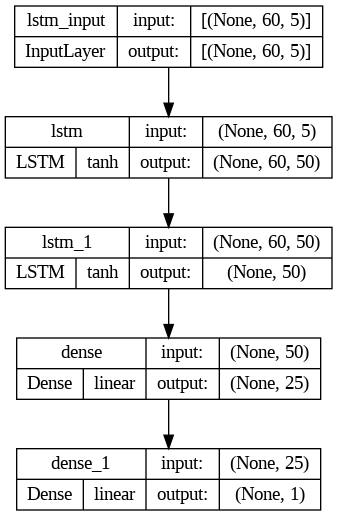 lstm_input input: [(None, 60, 5)]
InputLayer output: [(None, 60, 5)]
lstm input: (None, 60, 5)
LSTM tanh output: (None, 60, 50)
lstm_1 input: (None, 60, 50)
LSTM tanh output: (None, 50)
dense input: (None, 50)
Dense linear output: (None, 25)
dense_1 input: (None, 25)
Dense linear output: (None, 1)